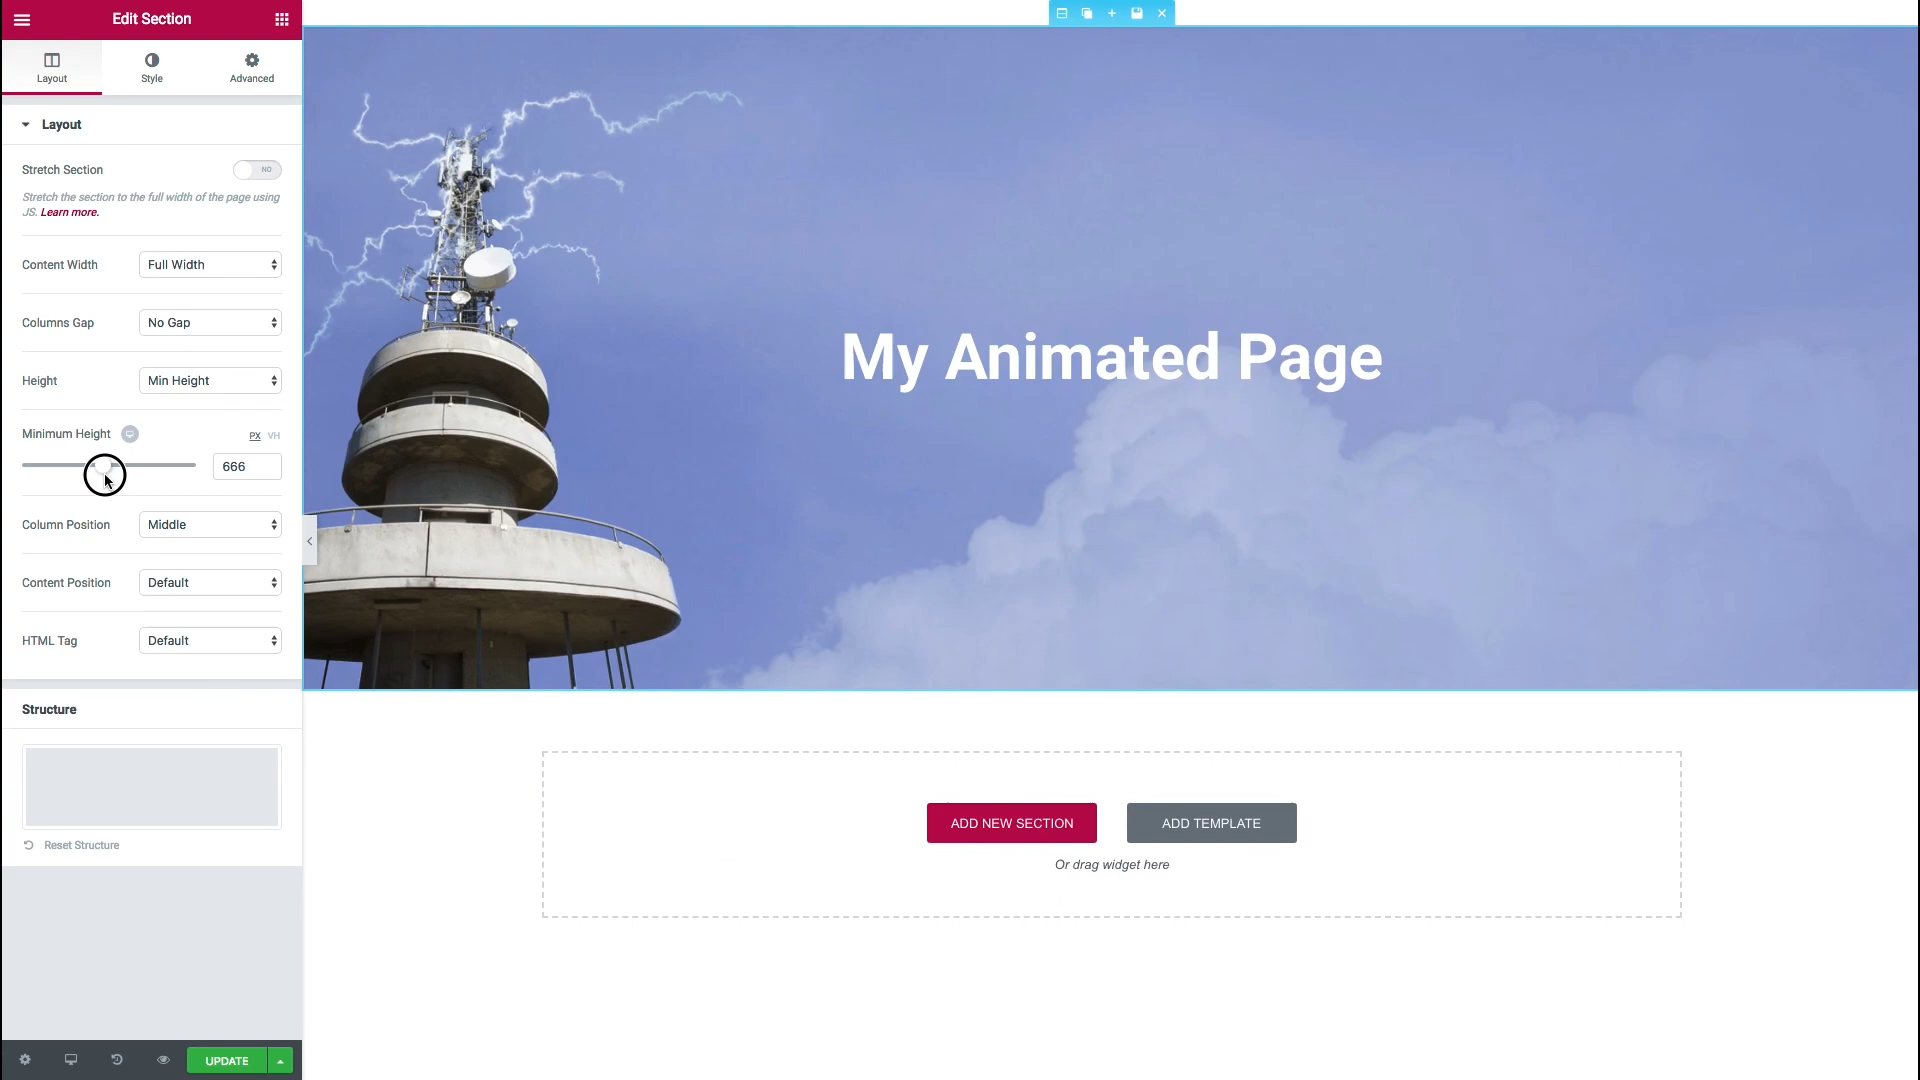 Edit Section
Layout
Style
Advanced
Layout
Stretch Section
NO
Stretch the section to the full width of the page using
JS. Learn more.
Content Width
Full Width
Columns Gap
No Gap
Height
Min Height
Minimum Height
PX VH
666
Column Position
Middle
Content Position
Default
HTML Tag
Default
Structure
Reset Structure
UPDATE
My Animated Page
ADD NEW SECTION
ADD TEMPLATE
Or drag widget here